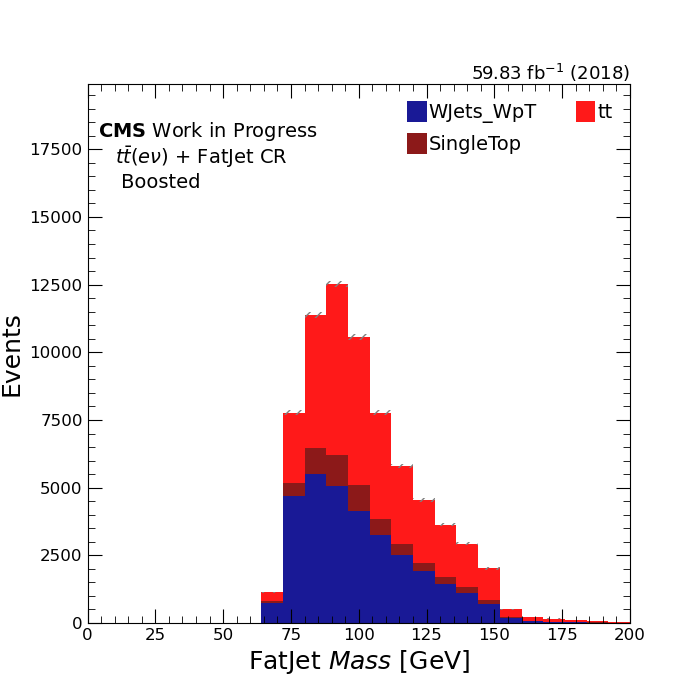 59.83 fb⁻¹ (2018)
CMS Work in Progress
tt̄(eν) + FatJet CR
Boosted
WJets_WpT
tt
SingleTop
Events
17500
15000
12500
10000
7500
5000
2500
0
0 25 50 75 100 125 150 175 200
FatJet Mass [GeV]